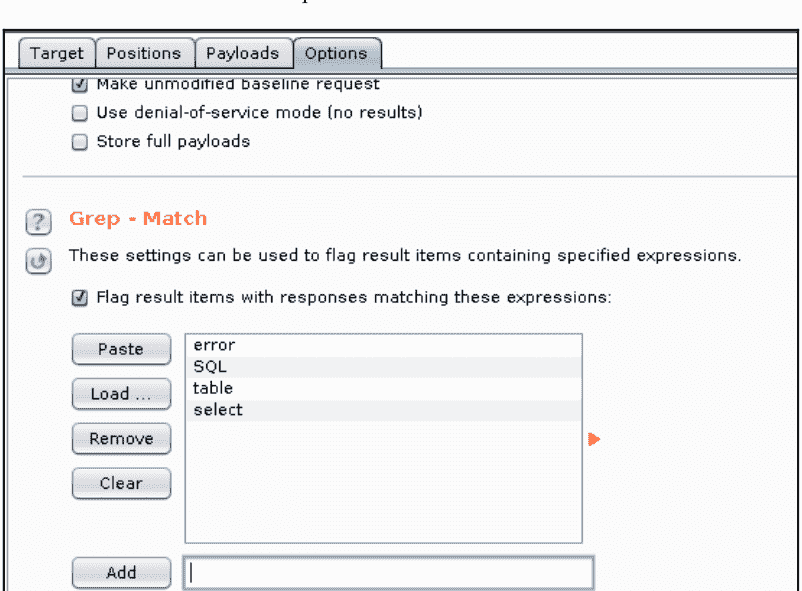 Target Positions Payloads Options
Make unmodified baseline request
Use denial-of-service mode (no results)
Store full payloads
? Grep - Match
These settings can be used to flag result items containing specified expressions.
Flag result items with responses matching these expressions:
Paste
Load ...
Remove
Clear
error
SQL
table
select
Add